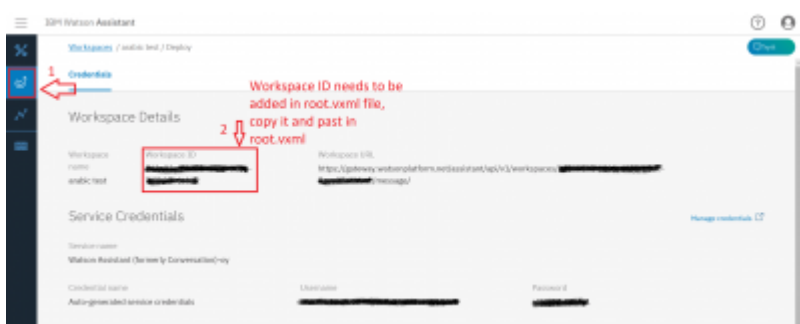 IBM Watson Assistant
Workspaces / arabic test / Deploy
Credentials
1
Workspace ID needs to be
added in root.vxml file,
copy it and past in
root.vxml
2
Workspace Details
Workspace name
Workspace ID
Workspace URL
arabic test
https://gateway.watsonplatform.net/assistant/api/v1/workspaces/
/message/
Service Credentials
Manage credentials
Service name
Watson Assistant (formerly Conversation)-vy
Credential name
Username
Password
Auto-generated service credentials